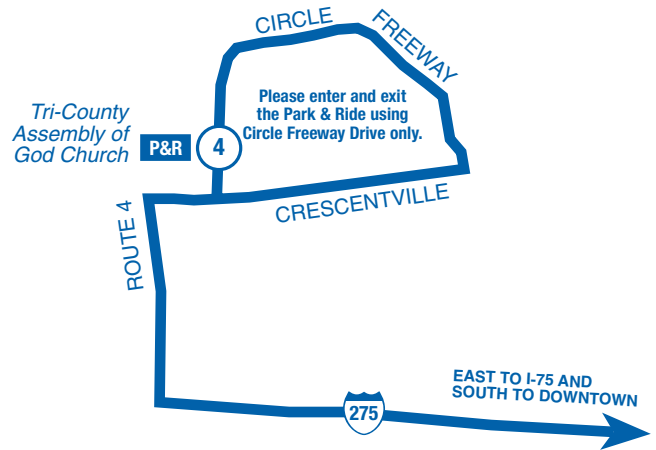 CIRCLE
FREEWAY
Please enter and exit
the Park & Ride using
Circle Freeway Drive only.
Tri-County
Assembly of
God Church
P&R
4
CRESCENTVILLE
ROUTE 4
EAST TO I-75 AND
SOUTH TO DOWNTOWN
275